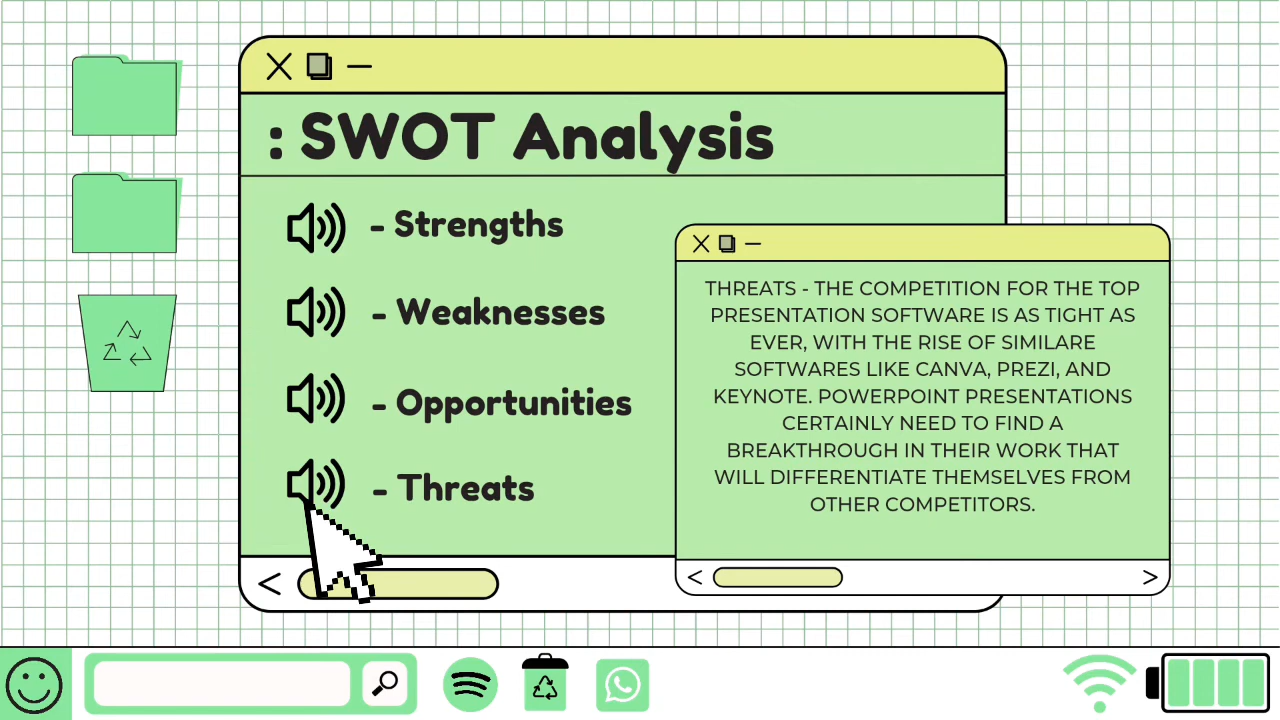 : SWOT Analysis
- Strengths
- Weaknesses
- Opportunities
- Threats
THREATS - THE COMPETITION FOR THE TOP
PRESENTATION SOFTWARE IS AS TIGHT AS
EVER, WITH THE RISE OF SIMILARE
SOFTWARES LIKE CANVA, PREZI, AND
KEYNOTE. POWERPOINT PRESENTATIONS
CERTAINLY NEED TO FIND A
BREAKTHROUGH IN THEIR WORK THAT
WILL DIFFERENTIATE THEMSELVES FROM
OTHER COMPETITORS.